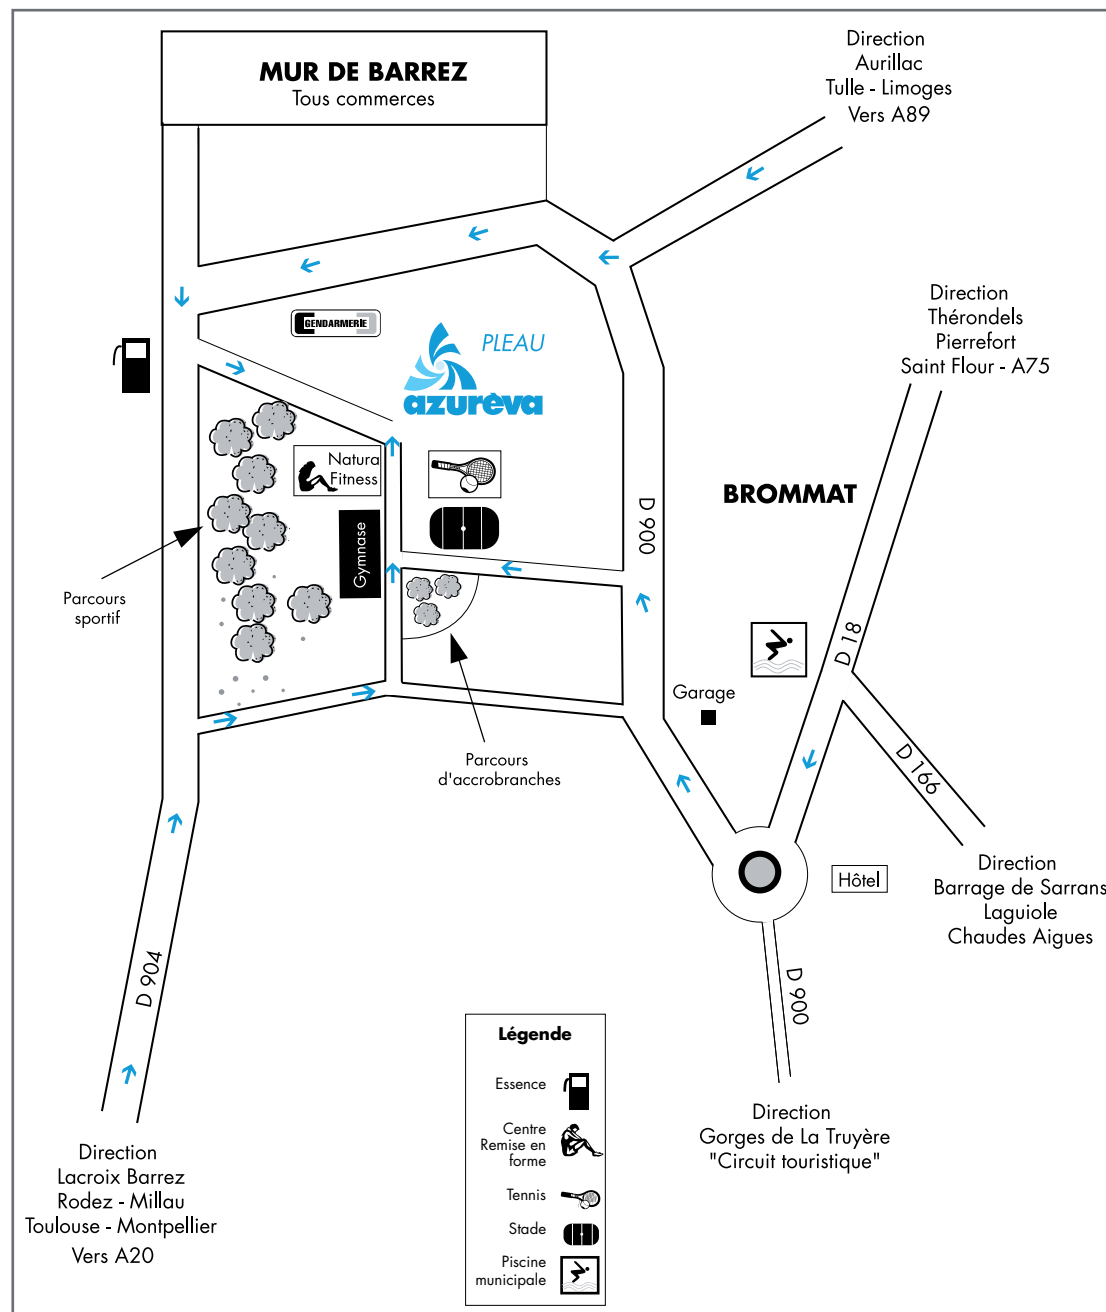 MUR DE BARREZ
Tous commerces
Direction
Aurillac
Tulle - Limoges
Vers A89
Direction
Thérondels
Pierrefort
Saint Flour - A75
GENDARMERIE
PLEAU
azurèva
Natura
Fitness
BROMMAT
D 900
Gymnase
Parcours
sportif
D 18
Garage
Parcours
d'accrobranches
D 166
Hôtel
Direction
Barrage de Sarrans
Laguiole
Chaudes Aigues
D 904
D 900
Légende
Essence
Centre
Remise en
forme
Tennis
Stade
Piscine
municipale
Direction
Gorges de La Truyère
"Circuit touristique"
Direction
Lacroix Barrez
Rodez - Millau
Toulouse - Montpellier
Vers A20